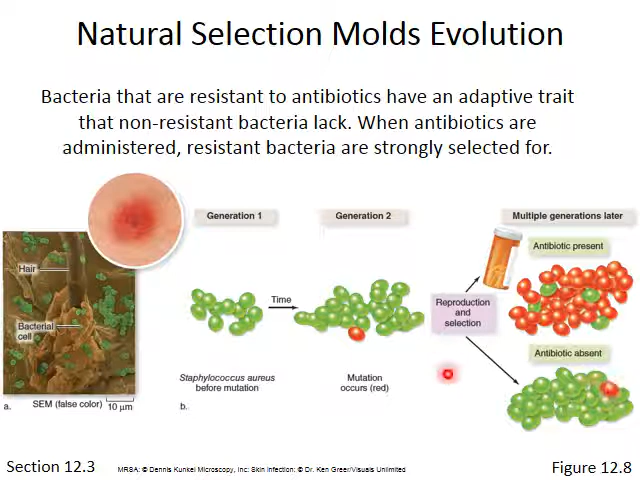 Natural Selection Molds Evolution
Bacteria that are resistant to antibiotics have an adaptive trait
that non-resistant bacteria lack. When antibiotics are
administered, resistant bacteria are strongly selected for.
Generation 1
Generation 2
Multiple generations later
Antibiotic present
Hair
Time
Reproduction
and
selection
Bacterial
cell
Antibiotic absent
Staphylococcus aureus
before mutation
Mutation
occurs (red)
a.
SEM (false color)
10 µm
b.
Section 12.3
MRSA: © Dennis Kunkel Microscopy, Inc; Skin Infection: © Dr. Ken Greer/Visuals Unlimited
Figure 12.8